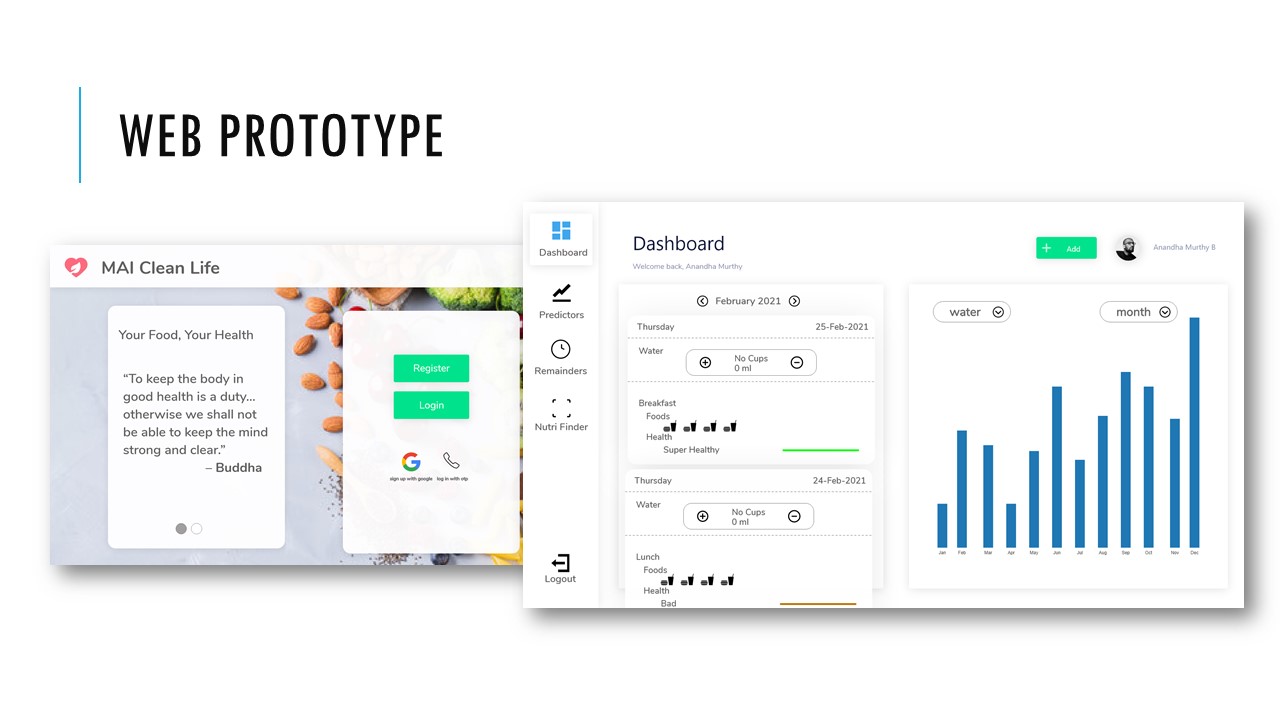 WEB PROTOTYPE
MAI Clean Life
Your Food, Your Health
“To keep the body in
good health is a duty...
otherwise we shall not
be able to keep the mind
strong and clear.”
– Buddha
Register
Login
sign up with google
log in with otp
Dashboard
Predictors
Remainders
Nutri Finder
Logout
Dashboard
Welcome back, Anandha Murthy
Add
Anandha Murthy B
February 2021
Thursday 25-Feb-2021
Water
No Cups
0 ml
Breakfast
Foods
Health
Super Healthy
Thursday 24-Feb-2021
Water
No Cups
0 ml
Lunch
Foods
Health
Bad
water
month
Jan Feb Mar Apr May Jun Jul Aug Sep Oct Nov Dec